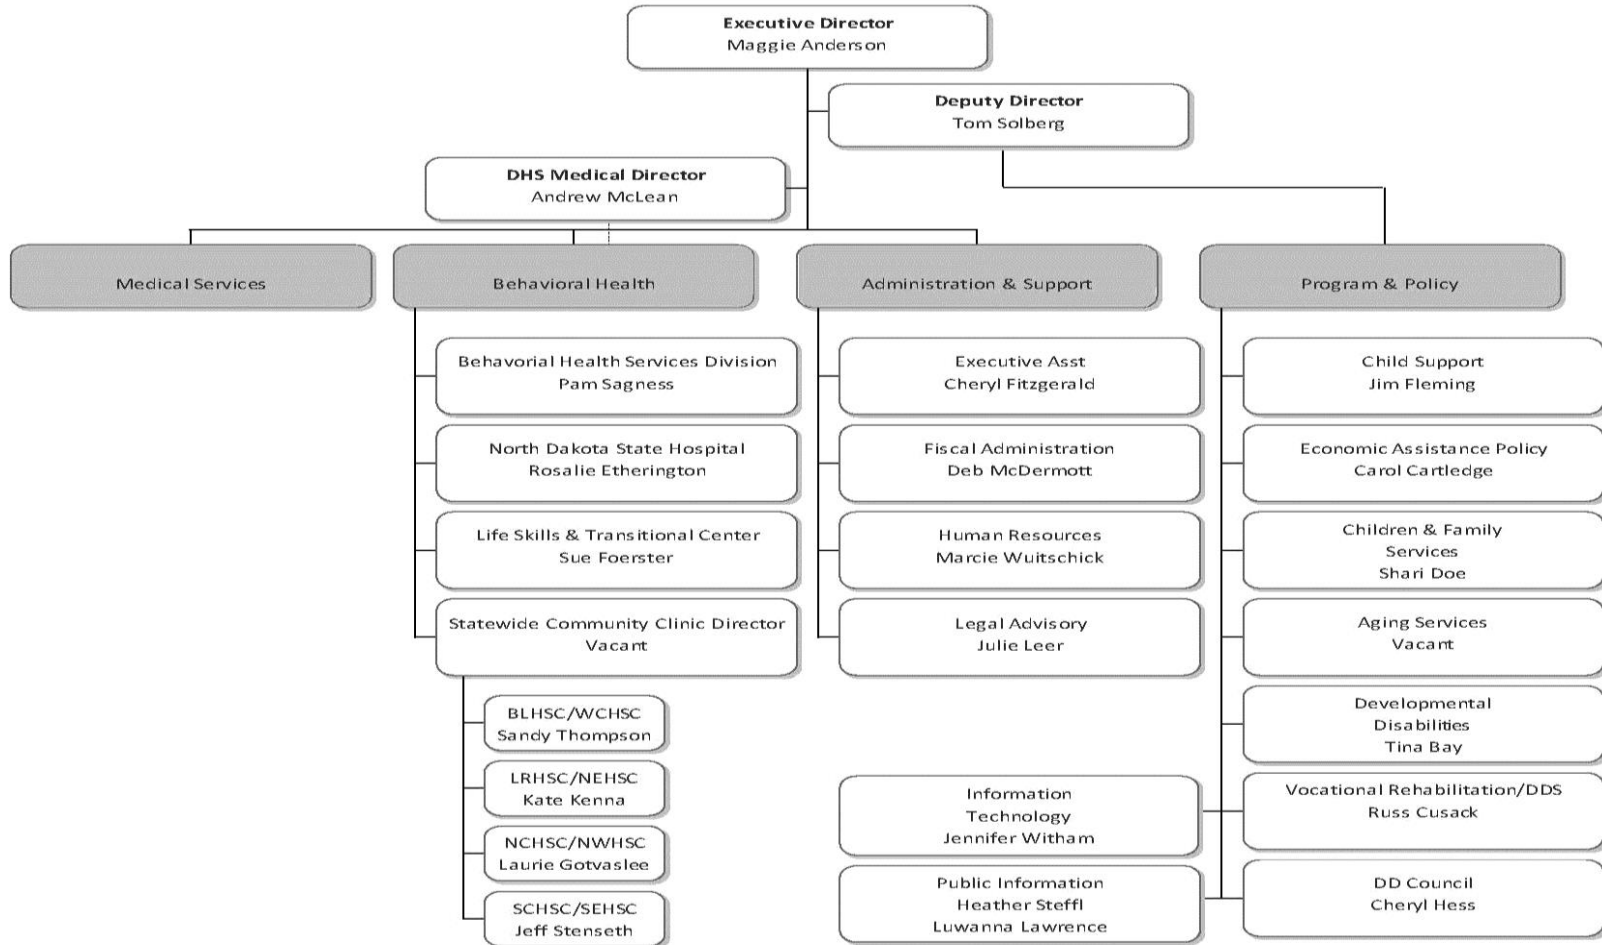 Executive Director
Maggie Anderson
Deputy Director
Tom Solberg
DHS Medical Director
Andrew McLean
Medical Services
Behavioral Health
Administration & Support
Program & Policy
Behavorial Health Services Division
Pam Sagness
North Dakota State Hospital
Rosalie Etherington
Life Skills & Transitional Center
Sue Foerster
Statewide Community Clinic Director
Vacant
BLHSC/WCHSC
Sandy Thompson
LRHSC/NEHSC
Kate Kenna
NCHSC/NWHSC
Laurie Gotvaslee
SCHSC/SEHSC
Jeff Stenseth
Executive Asst
Cheryl Fitzgerald
Fiscal Administration
Deb McDermott
Human Resources
Marcie Wuitschick
Legal Advisory
Julie Leer
Information
Technology
Jennifer Witham
Public Information
Heather Steffl
Luwanna Lawrence
Child Support
Jim Fleming
Economic Assistance Policy
Carol Cartledge
Children & Family
Services
Shari Doe
Aging Services
Vacant
Developmental
Disabilities
Tina Bay
Vocational Rehabilitation/DDS
Russ Cusack
DD Council
Cheryl Hess